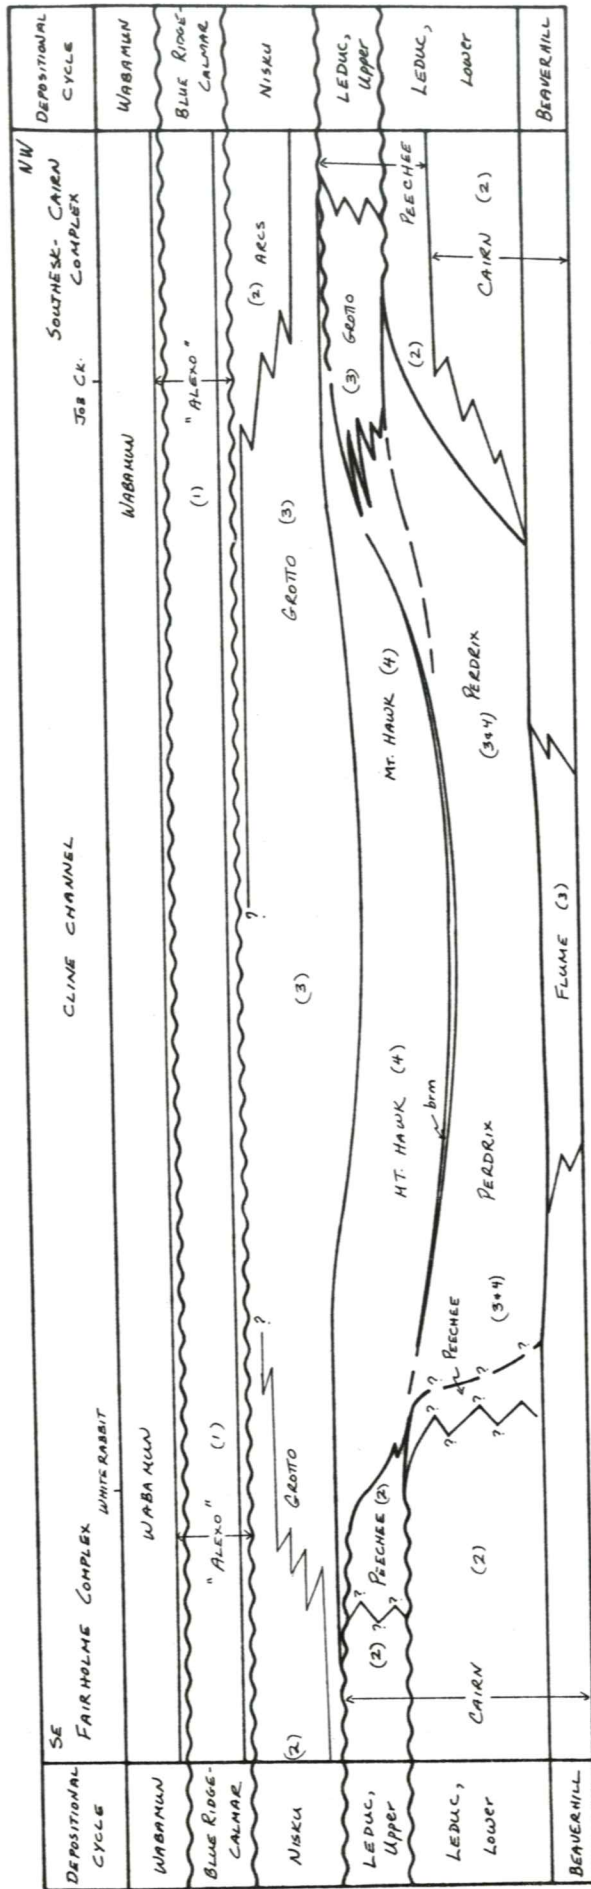 DEPOSITIONAL
CYCLE
WABAMUN
BLUE RIDGE-
CALMAR
NISKU
LEDUC,
Upper
LEDUC,
Lower
BEAVERHILL
SE
FAIRHOLME COMPLEX
WHITERABBIT
CLINE CHANNEL
JOB CK.
SOUTHESK-CAIRN
COMPLEX
NW
WABAMUN
WABAMUN
"ALEXO"
(1)
(1)
"ALEXO"
(2)
GROTTO
?
(3)
?
GROTTO (3)
(2) ARCS
(2)
?
?
?
?
PEECHEE (2)
MT. HAWK (4)
MT. HAWK (4)
(3) GROTTO
PEECHEE
brm
CAIRN
(2)
?
?
?
?
?
?
PEECHEE
(3+4)
PERDRIX
PERDRIX
(3+4)
(2)
CAIRN (2)
FLUME (3)
DEPOSITIONAL
CYCLE
WABAMUN
BLUE RIDGE-
CALMAR
NISKU
LEDUC,
Upper
LEDUC,
Lower
BEAVERHILL